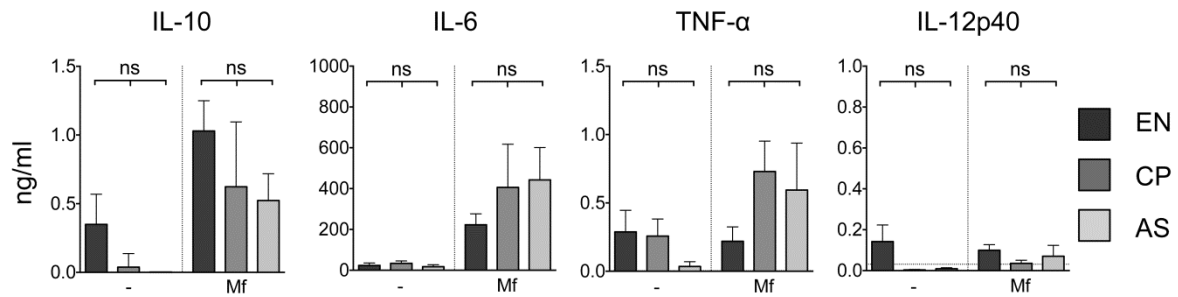 IL-10
IL-6
TNF-α
IL-12p40
ng/ml
1.5
1.0
0.5
0.0
ns
ns
-
Mf
1000
800
600
400
200
0
ns
ns
-
Mf
1.5
1.0
0.5
0.0
ns
ns
-
Mf
1.0
0.8
0.6
0.4
0.2
0.0
ns
ns
-
Mf
EN
CP
AS